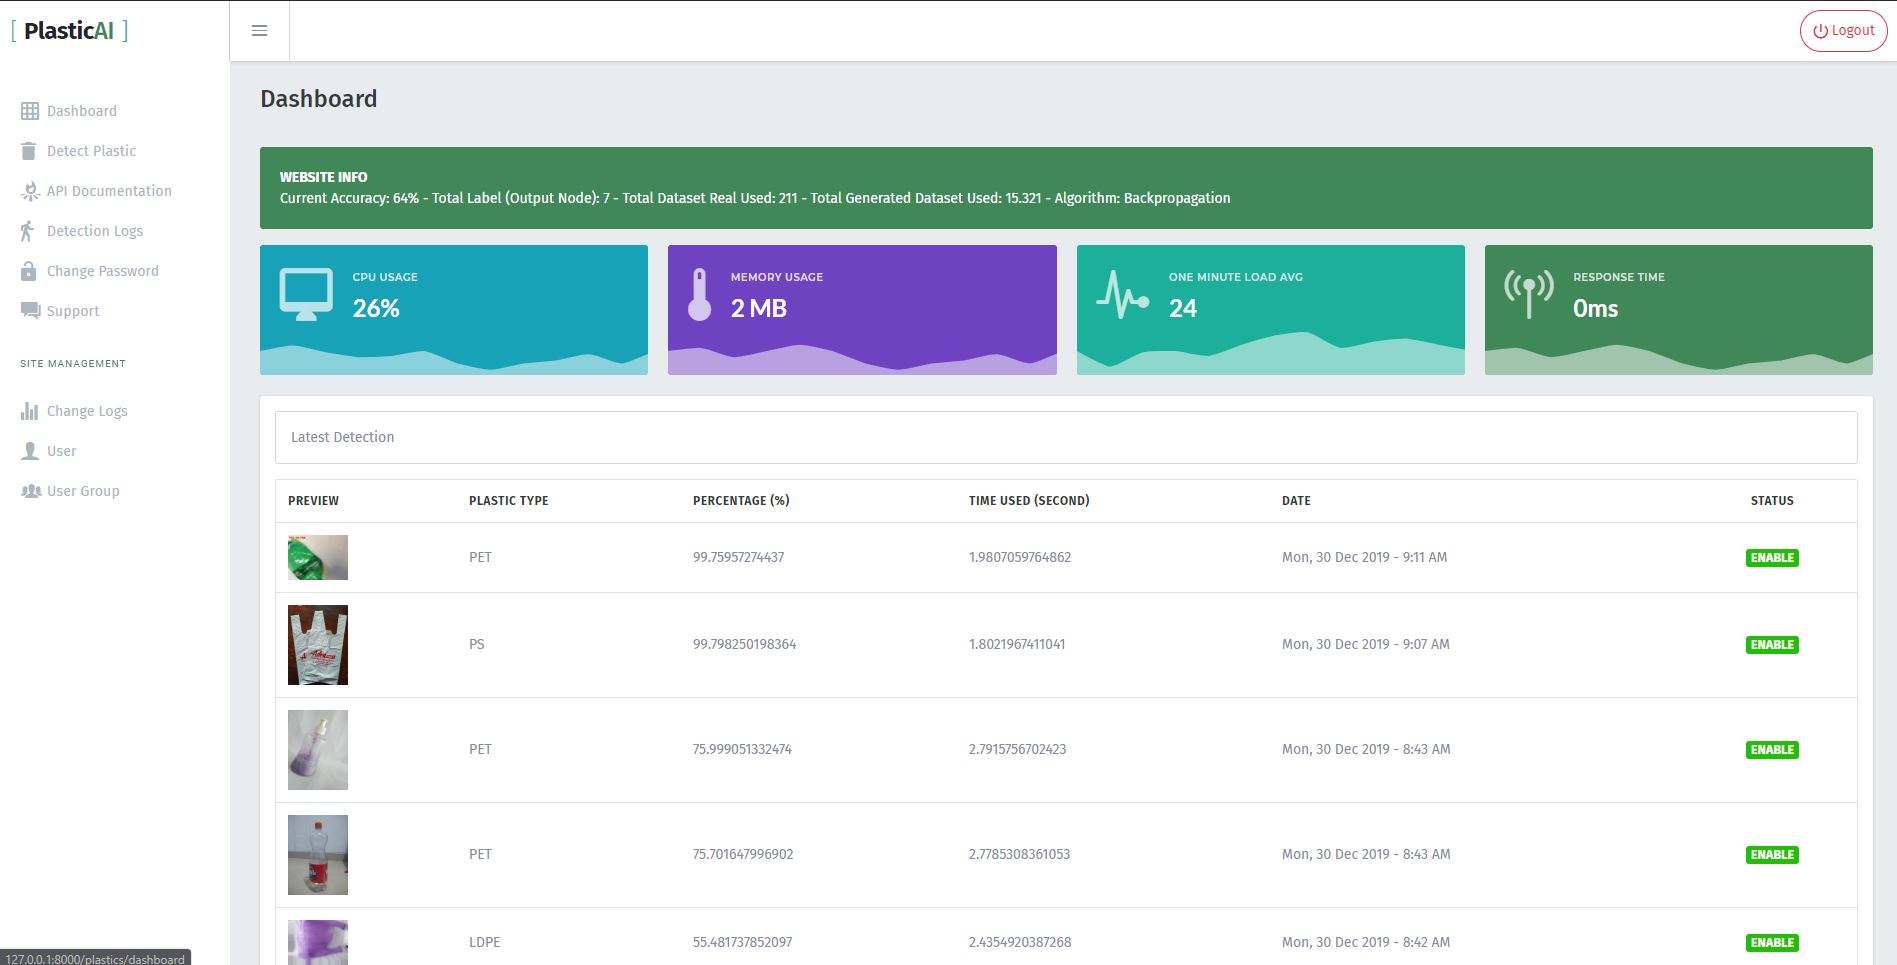 [ PlasticAI ]
Logout
Dashboard
Detect Plastic
API Documentation
Detection Logs
Change Password
Support
SITE MANAGEMENT
Change Logs
User
User Group
Dashboard
WEBSITE INFO
Current Accuracy: 64% - Total Label (Output Node): 7 - Total Dataset Real Used: 211 - Total Generated Dataset Used: 15.321 - Algorithm: Backpropagation
CPU USAGE
26%
MEMORY USAGE
2 MB
ONE MINUTE LOAD AVG
24
RESPONSE TIME
0ms
Latest Detection
PREVIEW PLASTIC TYPE PERCENTAGE (%) TIME USED (SECOND) DATE STATUS
PET 99.75957274437 1.9807059764862 Mon, 30 Dec 2019 - 9:11 AM ENABLE
PS 99.798250198364 1.8021967411041 Mon, 30 Dec 2019 - 9:07 AM ENABLE
PET 75.999051332474 2.7915756702423 Mon, 30 Dec 2019 - 8:43 AM ENABLE
PET 75.701647996902 2.7785308361053 Mon, 30 Dec 2019 - 8:43 AM ENABLE
LDPE 55.481737852097 2.4354920387268 Mon, 30 Dec 2019 - 8:42 AM ENABLE
127.0.0.1:8000/plastics/dashboard